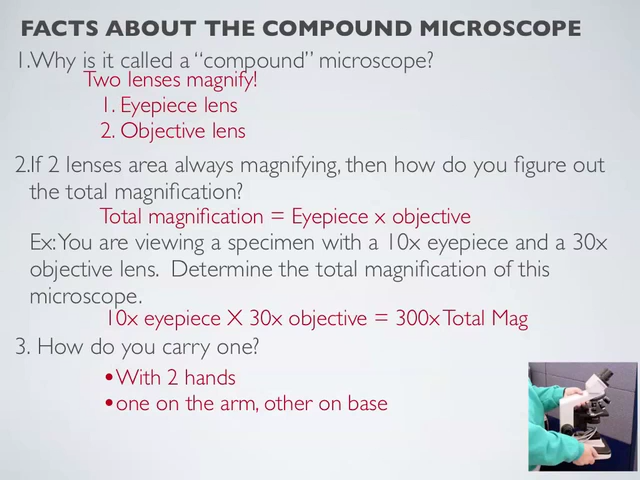 FACTS ABOUT THE COMPOUND MICROSCOPE
1.Why is it called a “compound” microscope?
Two lenses magnify!
1. Eyepiece lens
2. Objective lens
2.If 2 lenses area always magnifying, then how do you figure out
the total magnification?
Total magnification = Eyepiece x objective
Ex: You are viewing a specimen with a 10x eyepiece and a 30x
objective lens. Determine the total magnification of this
microscope.
10x eyepiece X 30x objective = 300x Total Mag
3. How do you carry one?
•With 2 hands
•one on the arm, other on base